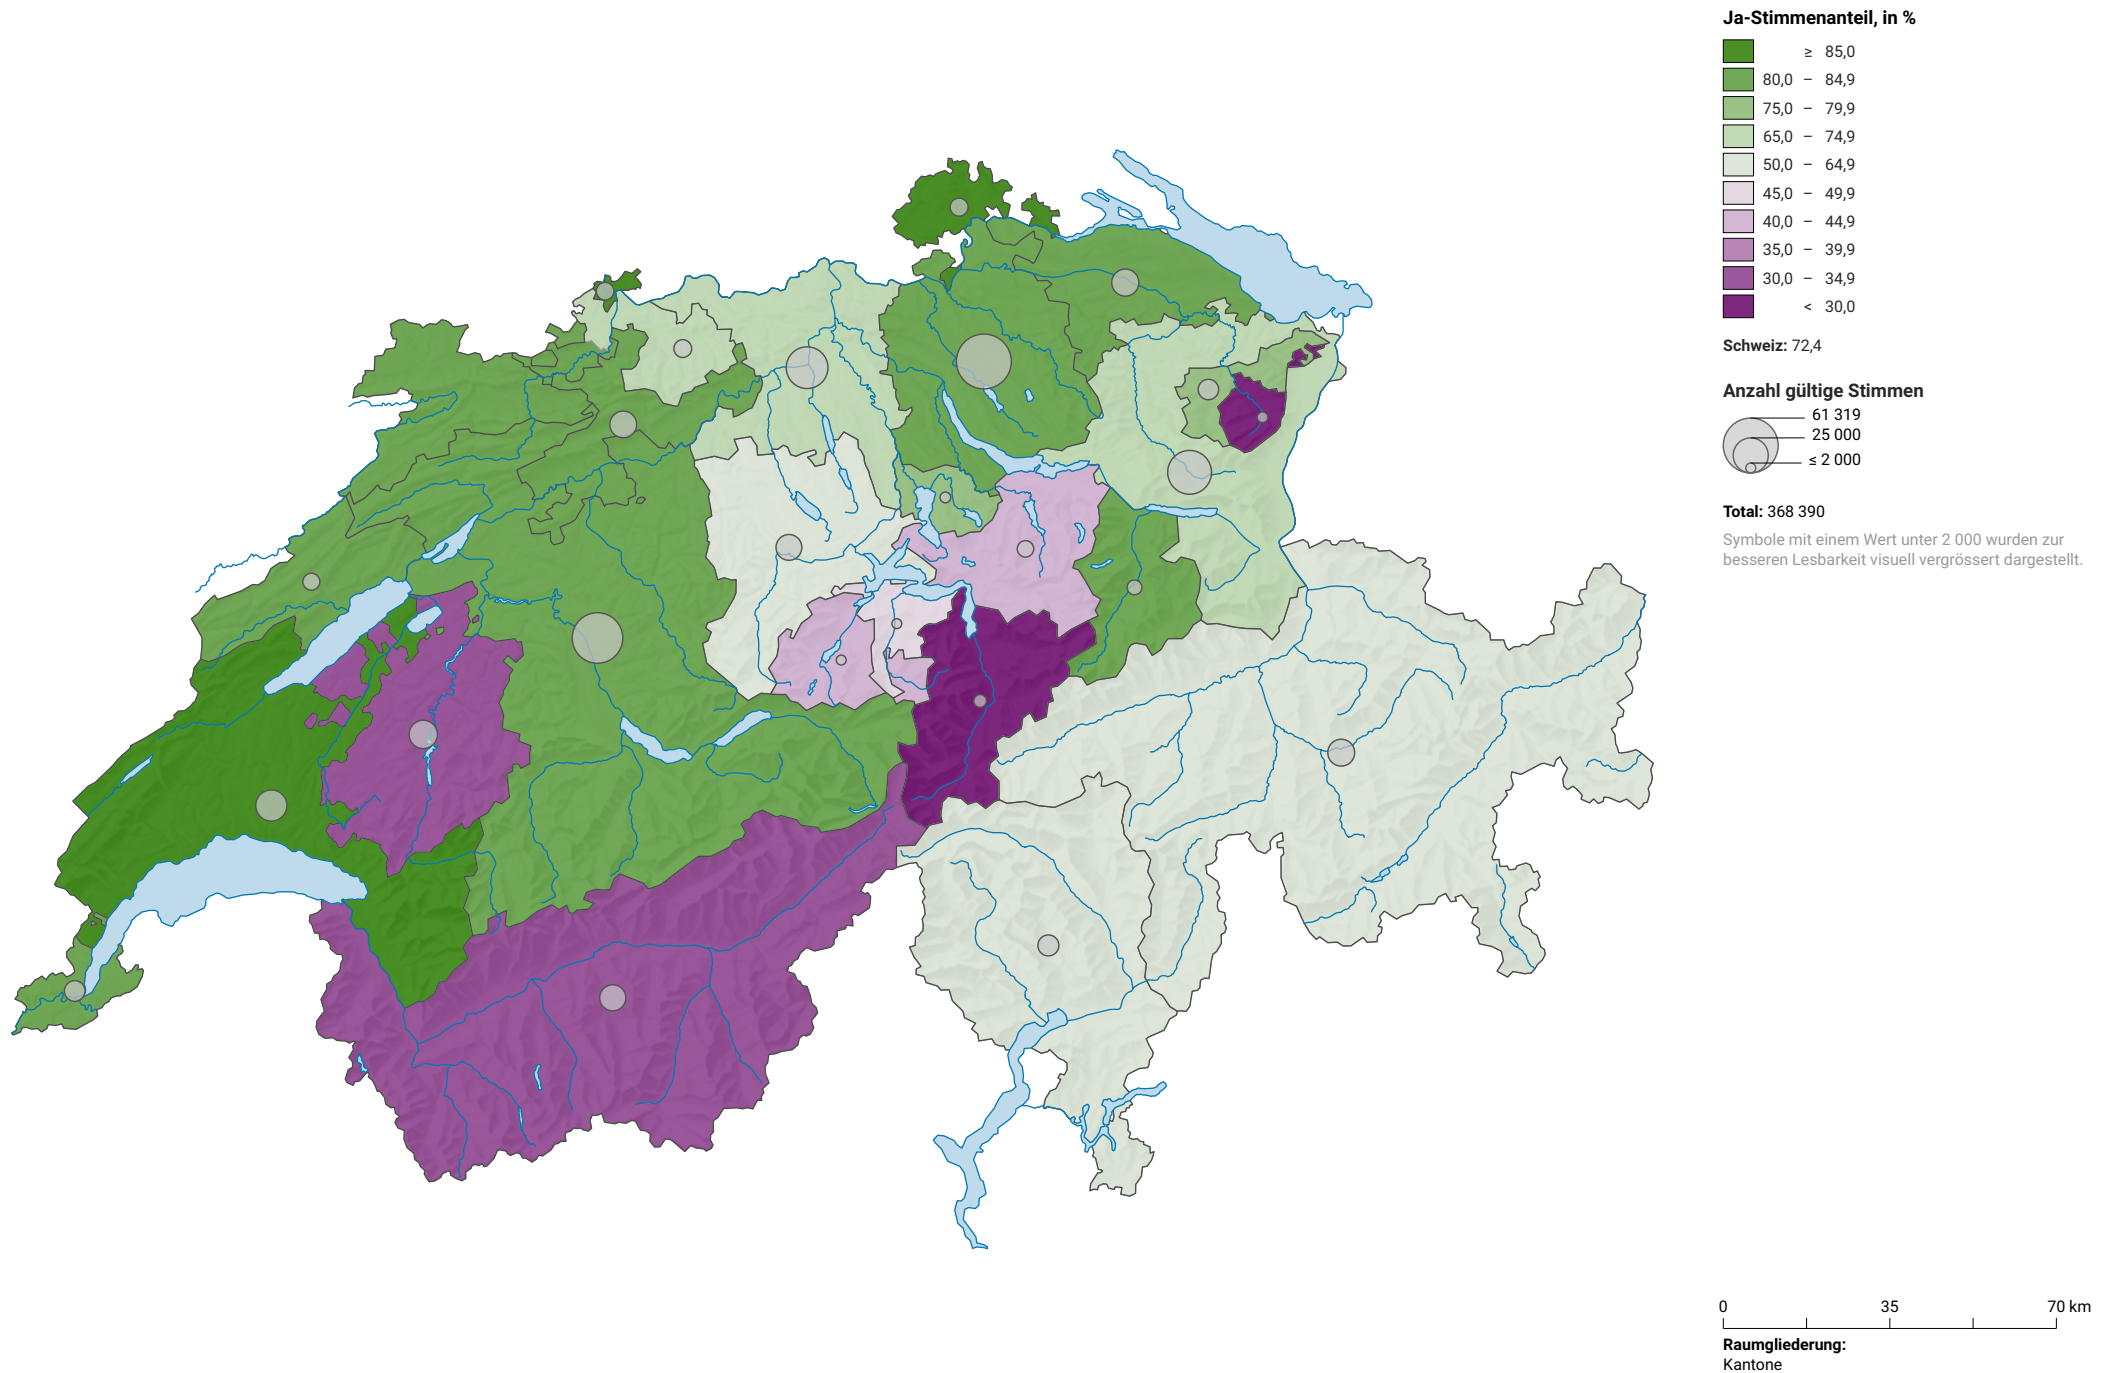 Ja-Stimmenanteil, in %
≥ 85,0
80,0 – 84,9
75,0 – 79,9
65,0 – 74,9
50,0 – 64,9
45,0 – 49,9
40,0 – 44,9
35,0 – 39,9
30,0 – 34,9
< 30,0
Schweiz: 72,4
Anzahl gültige Stimmen
61 319
25 000
≤ 2 000
Total: 368 390
Symbole mit einem Wert unter 2 000 wurden zur
besseren Lesbarkeit visuell vergrössert dargestellt.
0 35 70 km
Raumgliederung:
Kantone